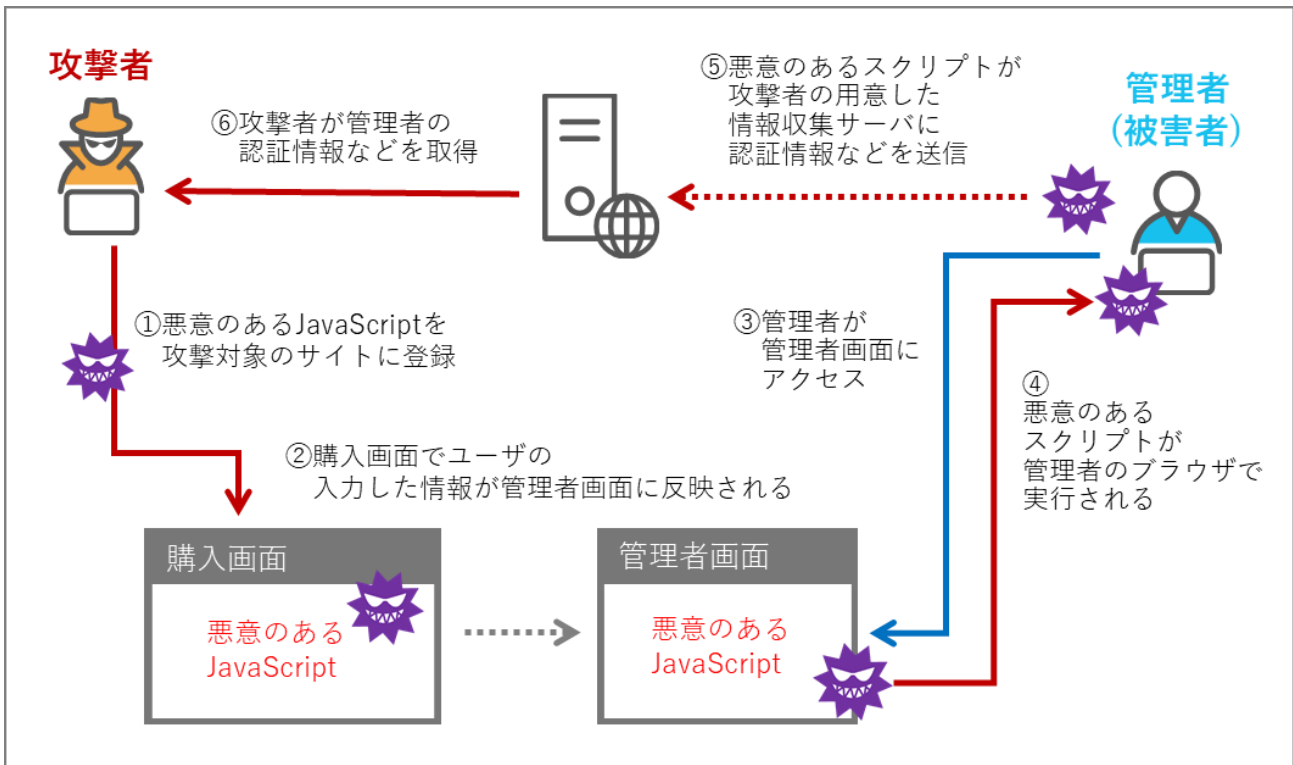 攻撃者
⑥攻撃者が管理者の
認証情報などを取得
⑤悪意のあるスクリプトが
攻撃者の用意した
情報収集サーバに
認証情報などを送信
管理者
(被害者)
①悪意のあるJavaScriptを
攻撃対象のサイトに登録
③管理者が
管理者画面に
アクセス
④
悪意のある
スクリプトが
管理者のブラウザで
実行される
②購入画面でユーザの
入力した情報が管理者画面に反映される
購入画面
悪意のある
JavaScript
管理者画面
悪意のある
JavaScript